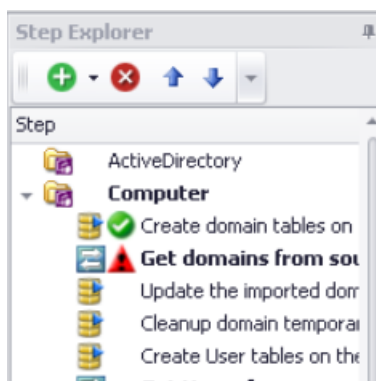 Step Explorer
Step
ActiveDirectory
Computer
Create domain tables on
Get domains from sou
Update the imported dom
Cleanup domain temporar
Create User tables on the